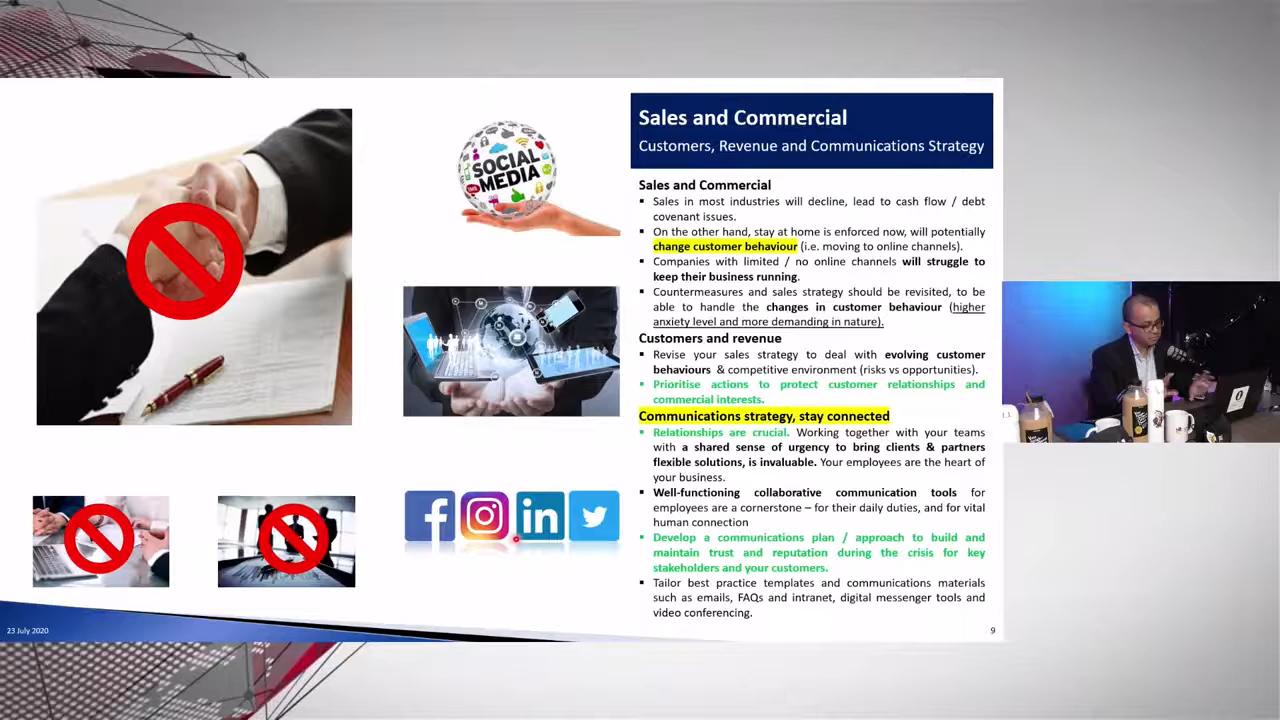 Sales and Commercial
Customers, Revenue and Communications Strategy
SOCIAL
MEDIA
Sales and Commercial
▪ Sales in most industries will decline, lead to cash flow / debt
covenant issues.
▪ On the other hand, stay at home is enforced now, will potentially
change customer behaviour (i.e. moving to online channels).
▪ Companies with limited / no online channels will struggle to
keep their business running.
▪ Countermeasures and sales strategy should be revisited, to be
able to handle the changes in customer behaviour (higher
anxiety level and more demanding in nature).
Customers and revenue
▪ Revise your sales strategy to deal with evolving customer
behaviours & competitive environment (risks vs opportunities).
▪ Prioritise actions to protect customer relationships and
commercial interests.
Communications strategy, stay connected
▪ Relationships are crucial. Working together with your teams
with a shared sense of urgency to bring clients & partners
flexible solutions, is invaluable. Your employees are the heart of
your business.
▪ Well-functioning collaborative communication tools for
employees are a cornerstone – for their daily duties, and for vital
human connection
▪ Develop a communications plan / approach to build and
maintain trust and reputation during the crisis for key
stakeholders and your customers.
▪ Tailor best practice templates and communications materials
such as emails, FAQs and intranet, digital messenger tools and
video conferencing.
f
in
23 July 2020
9